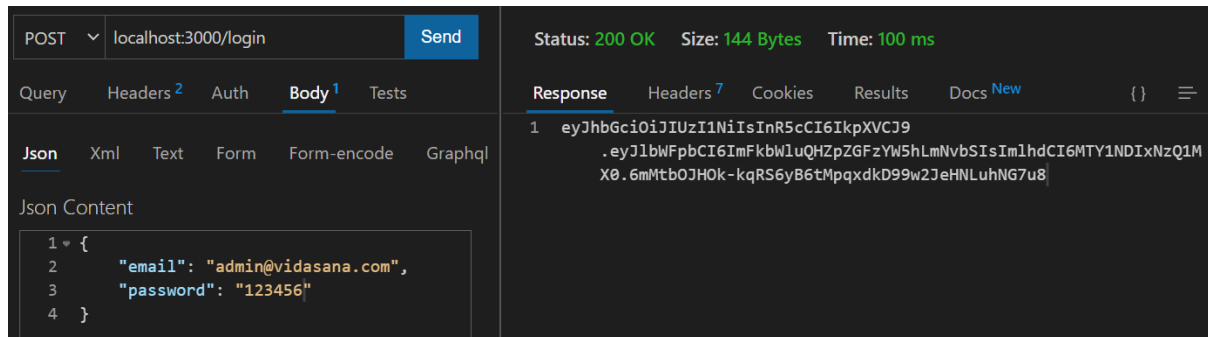 POST localhost:3000/login Send
Status: 200 OK Size: 144 Bytes Time: 100 ms
Query Headers 2 Auth Body 1 Tests
Response Headers 7 Cookies Results Docs New {}
Json Xml Text Form Form-encode Graphql
Json Content
1 {
2 "email": "admin@vidasana.com",
3 "password": "123456"
4 }
1 eyJhbGciOiJIUzI1NiIsInR5cCI6IkpXVCJ9
.eyJlbWFpbCI6ImFkbWluQHZpZGFzYW5hLmNvbSIsImlhdCI6MTY1NDIxNzQ1M
X0.6mMtbOJHOk-kqRS6yB6tMpqxdkD99w2JeHNLuhNG7u8